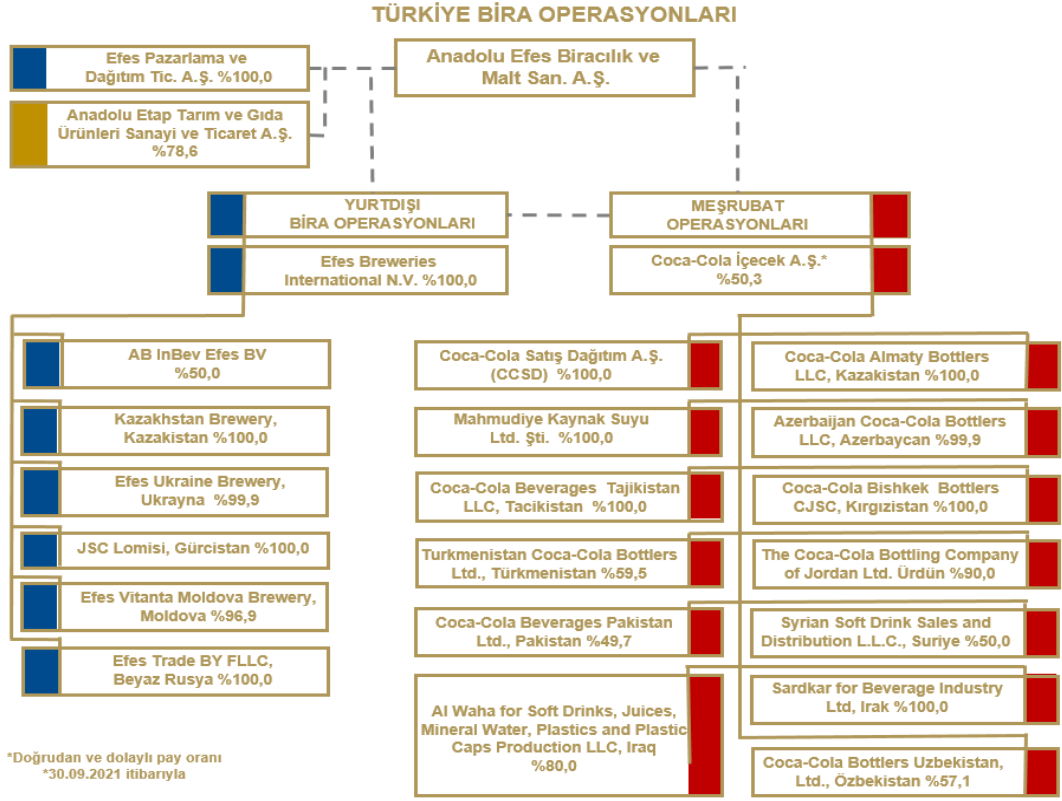 TÜRKİYE BİRA OPERASYONLARI
Efes Pazarlama ve
Dağıtım Tic. A.Ş. %100,0
Anadolu Efes Biracılık ve
Malt San. A.Ş.
Anadolu Etap Tarım ve Gıda
Ürünleri Sanayi ve Ticaret A.Ş.
%78,6
YURTDIŞI
BİRA OPERASYONLARI
MEŞRUBAT
OPERASYONLARI
Efes Breweries
International N.V. %100,0
Coca-Cola İçecek A.Ş.*
%50,3
AB InBev Efes BV
%50,0
Kazakhstan Brewery,
Kazakistan %100,0
Efes Ukraine Brewery,
Ukrayna %99,9
JSC Lomisi, Gürcistan %100,0
Efes Vitanta Moldova Brewery,
Moldova %96,9
Efes Trade BY FLLC,
Beyaz Rusya %100,0
Coca-Cola Satış Dağıtım A.Ş.
(CCSD) %100,0
Mahmudiye Kaynak Suyu
Ltd. Şti. %100,0
Coca-Cola Beverages Tajikistan
LLC, Tacikistan %100,0
Turkmenistan Coca-Cola Bottlers
Ltd., Türkmenistan %59,5
Coca-Cola Beverages Pakistan
Ltd., Pakistan %49,7
Al Waha for Soft Drinks, Juices,
Mineral Water, Plastics and Plastic
Caps Production LLC, Iraq
%80,0
Coca-Cola Almaty Bottlers
LLC, Kazakistan %100,0
Azerbaijan Coca-Cola Bottlers
LLC, Azerbaycan %99,9
Coca-Cola Bishkek Bottlers
CJSC, Kırgızistan %100,0
The Coca-Cola Bottling Company
of Jordan Ltd. Ürdün %90,0
Syrian Soft Drink Sales and
Distribution L.L.C., Suriye %50,0
Sardkar for Beverage Industry
Ltd, Irak %100,0
Coca-Cola Bottlers Uzbekistan,
Ltd., Özbekistan %57,1
*Doğrudan ve dolaylı pay oranı
*30.09.2021 itibarıyla